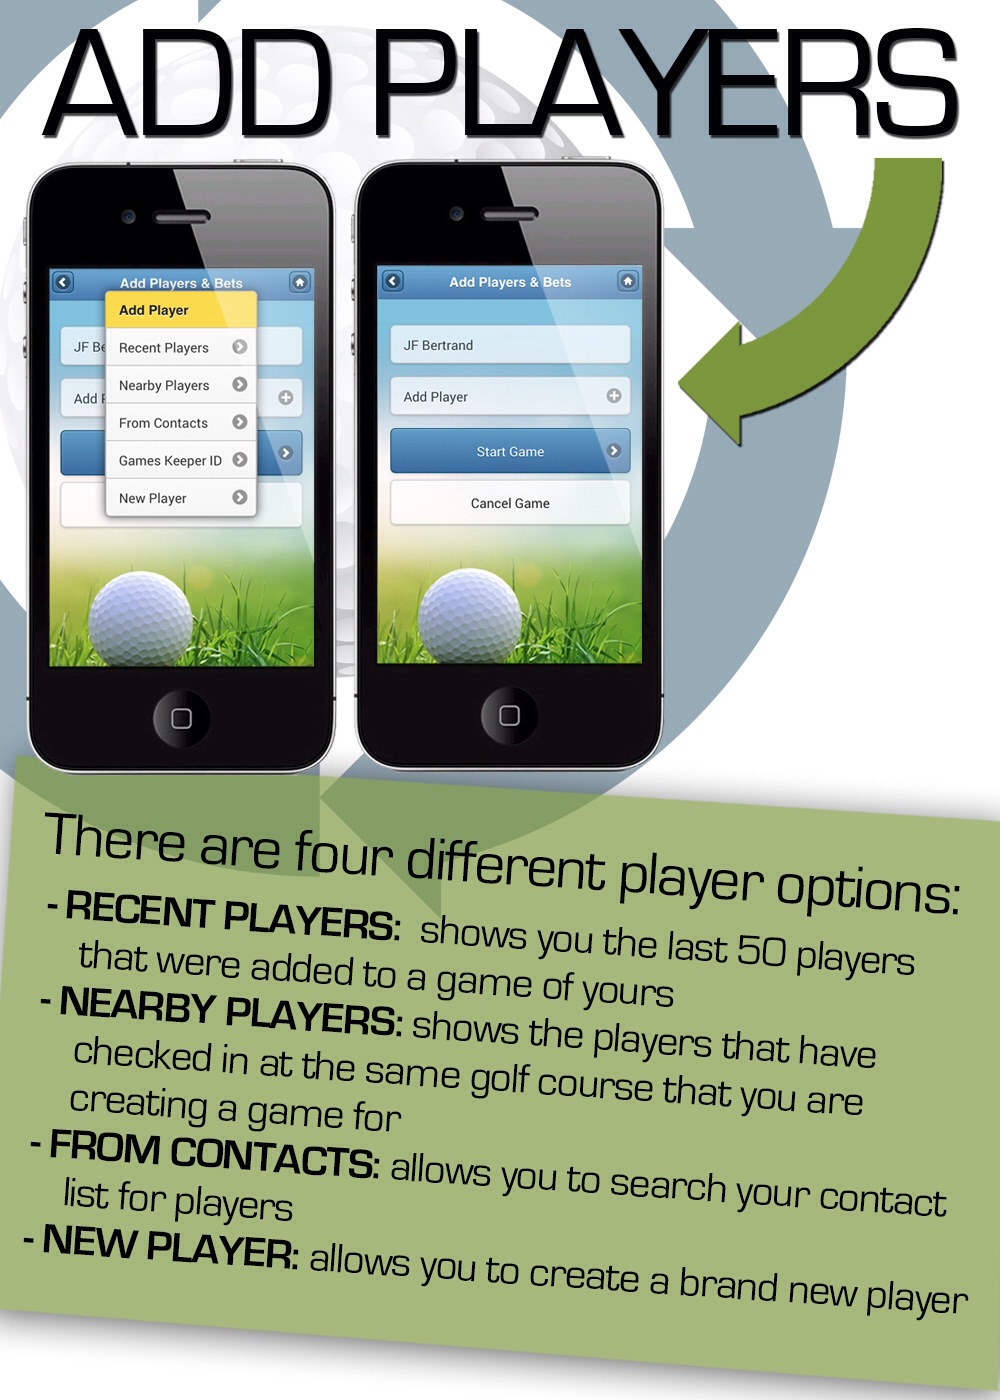 ADD PLAYERS
Add Players & Bets
Add Player
JF Be
Recent Players
Nearby Players
Add
From Contacts
Games Keeper ID
New Player
Add Players & Bets
JF Bertrand
Add Player
Start Game
Cancel Game
There are four different player options:
- RECENT PLAYERS: shows you the last 50 players
that were added to a game of yours
- NEARBY PLAYERS: shows the players that have
checked in at the same golf course that you are
creating a game for
- FROM CONTACTS: allows you to search your contact
list for players
- NEW PLAYER: allows you to create a brand new player